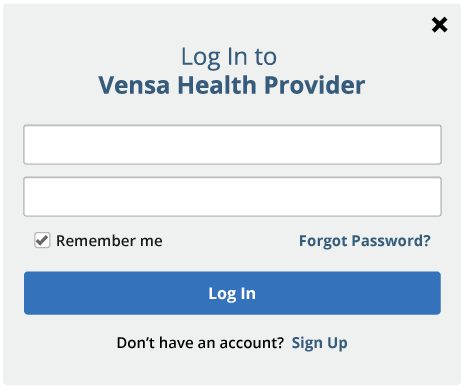 Log In to
Vensa Health Provider
Remember me
Forgot Password?
Log In
Don't have an account? Sign Up